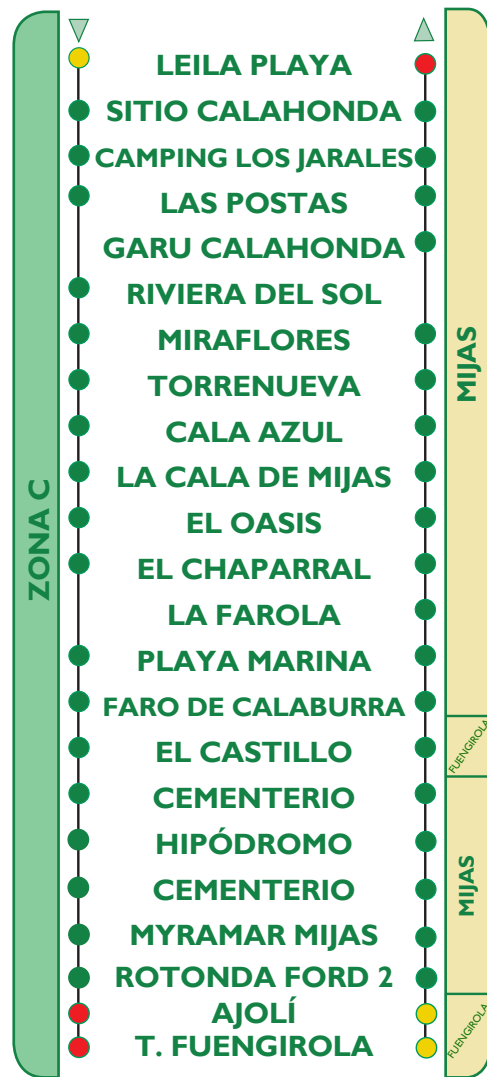 ZONA C
LEILA PLAYA
SITIO CALAHONDA
CAMPING LOS JARALES
LAS POSTAS
GARU CALAHONDA
RIVIERA DEL SOL
MIRAFLORES
TORRENUEVA
CALA AZUL
LA CALA DE MIJAS
EL OASIS
EL CHAPARRAL
LA FAROLA
PLAYA MARINA
FARO DE CALABURRA
EL CASTILLO
CEMENTERIO
HIPÓDROMO
CEMENTERIO
MYRAMAR MIJAS
ROTONDA FORD 2
AJOLÍ
T. FUENGIROLA
MIJAS
FUENGIROLA
MIJAS
FUENGIROLA